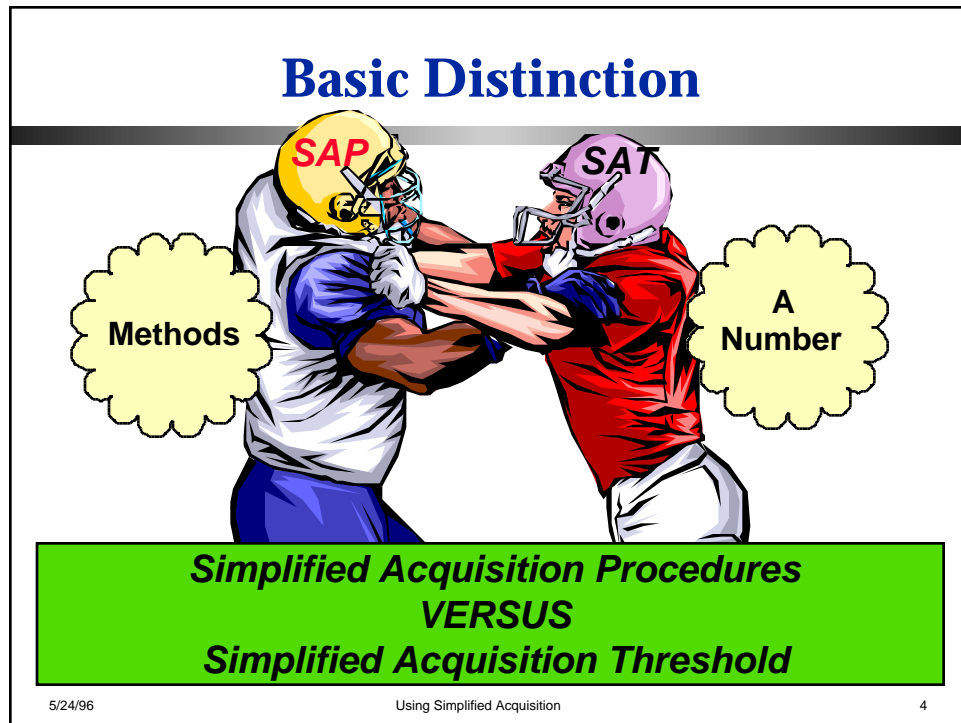 Basic Distinction
SAP
SAT
Methods
A
Number
Simplified Acquisition Procedures
VERSUS
Simplified Acquisition Threshold
5/24/96
Using Simplified Acquisition
4